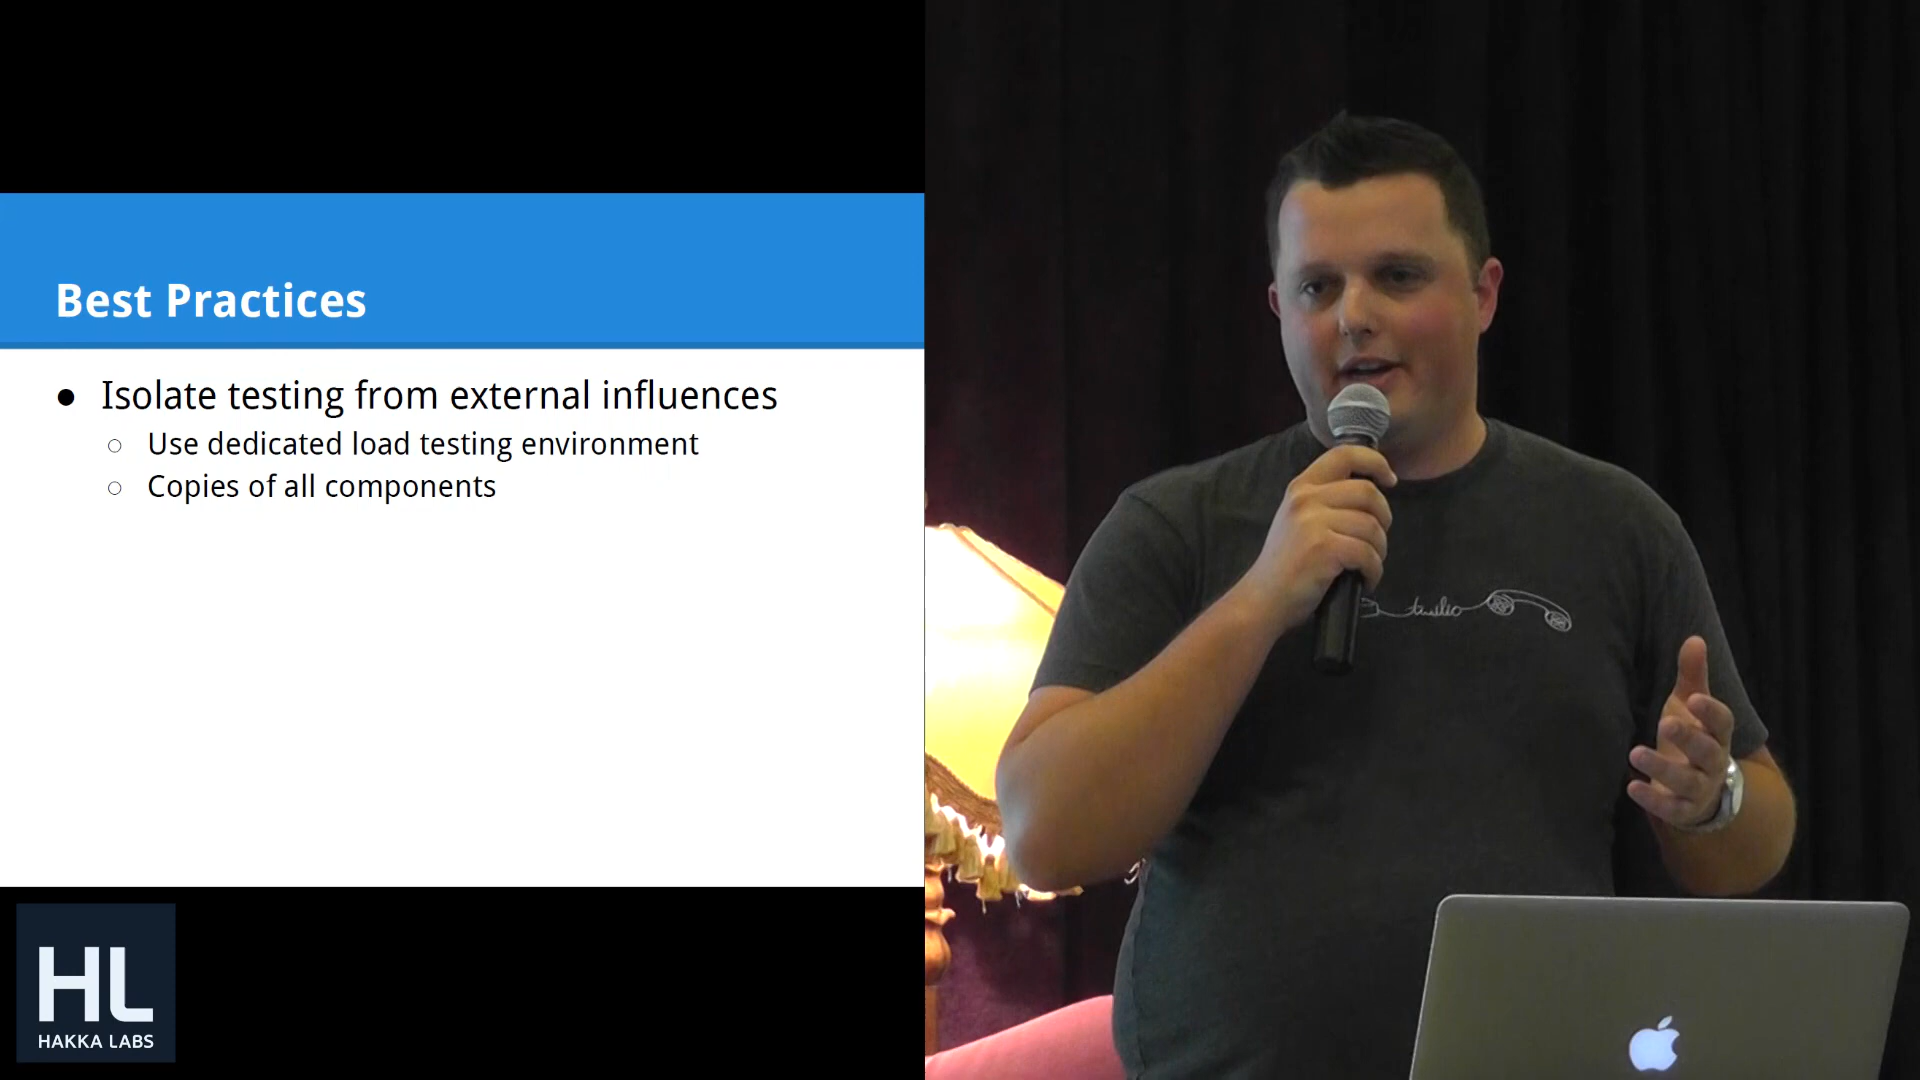 Best Practices
● Isolate testing from external influences
○ Use dedicated load testing environment
○ Copies of all components
twilio
HL
HAKKA LABS